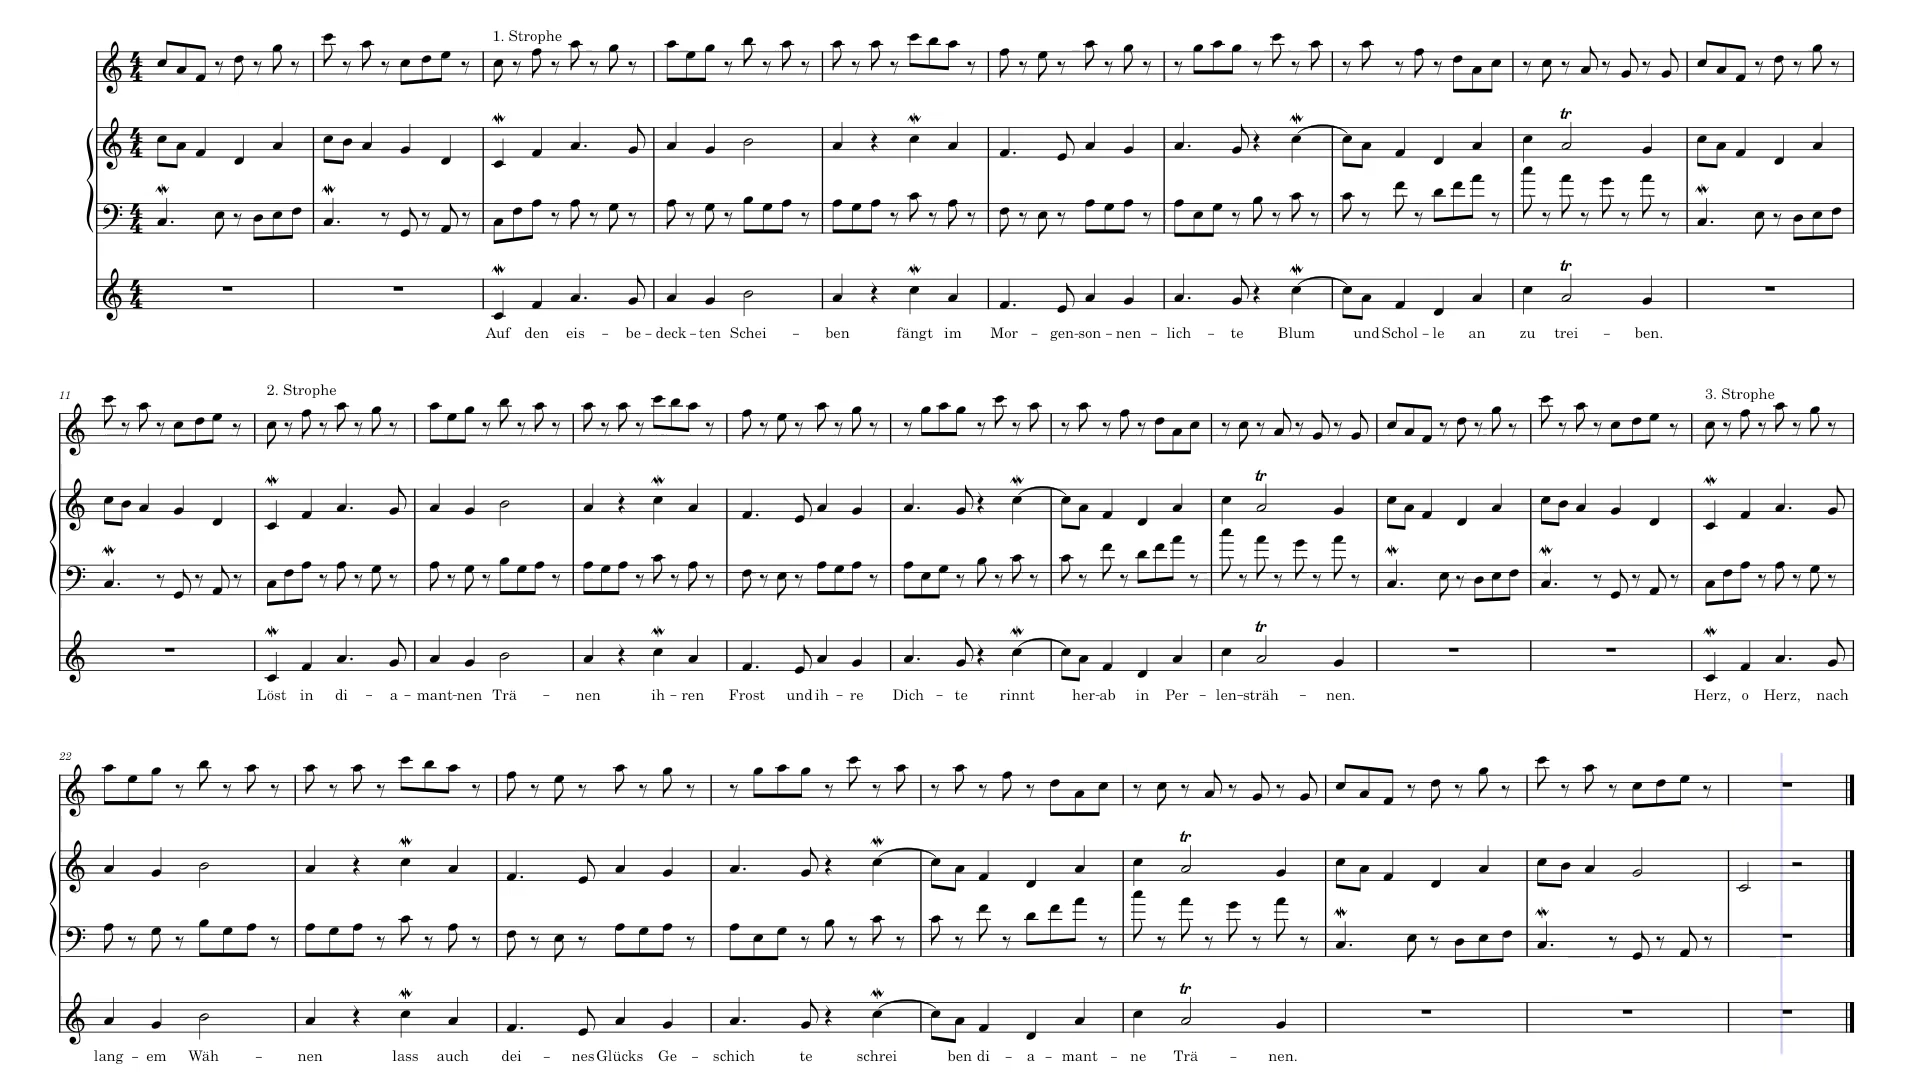 1. Strophe
Auf den eis - be - deck - ten Schei - ben fängt im Mor - gen - son - nen - lich - te Blum und Schol - le an zu trei - ben.
11
2. Strophe
3. Strophe
Löst in di - a - mant - nen Trä - nen ih - ren Frost und ih - re Dich - te rinnt her - ab in Per - len - sträh - nen. Herz, o Herz, nach
22
lang - em Wäh - nen lass auch dei - nes Glücks Ge - schich te schrei ben di - a - mant - ne Trä - nen.